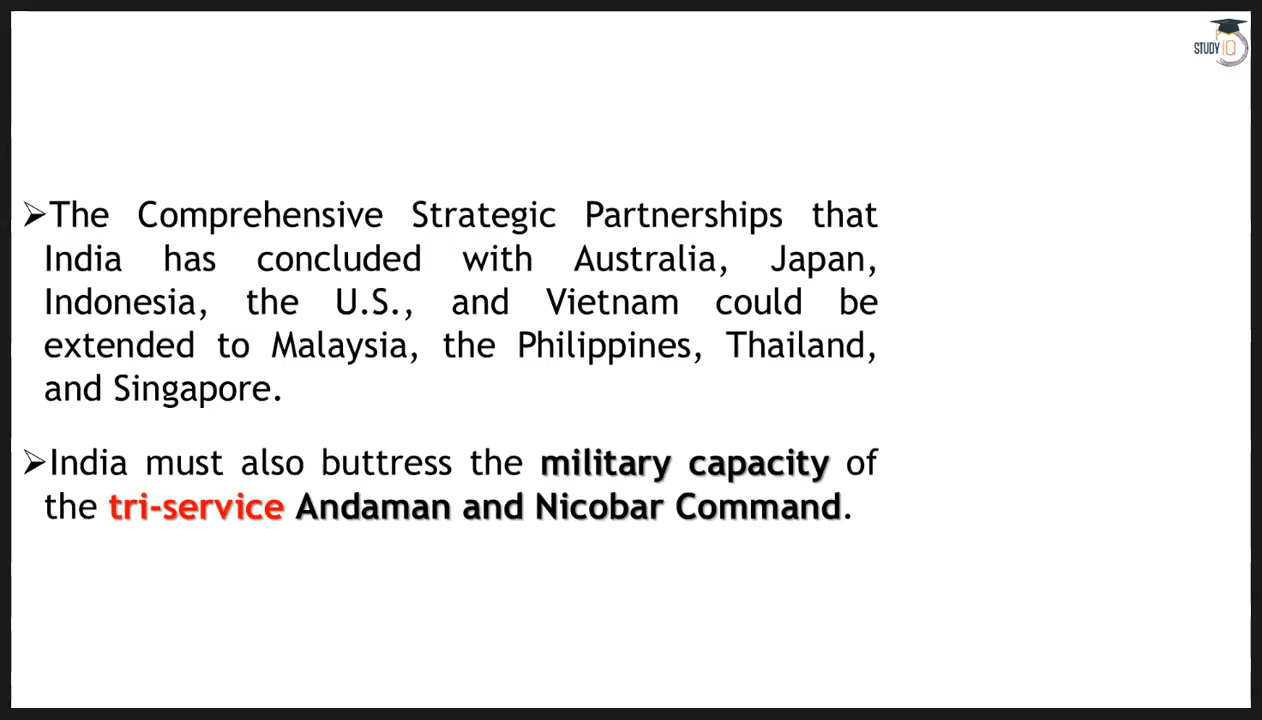 STUDY IQ
➢The Comprehensive Strategic Partnerships that
India has concluded with Australia, Japan,
Indonesia, the U.S., and Vietnam could be
extended to Malaysia, the Philippines, Thailand,
and Singapore.
➢India must also buttress the military capacity of
the tri-service Andaman and Nicobar Command.